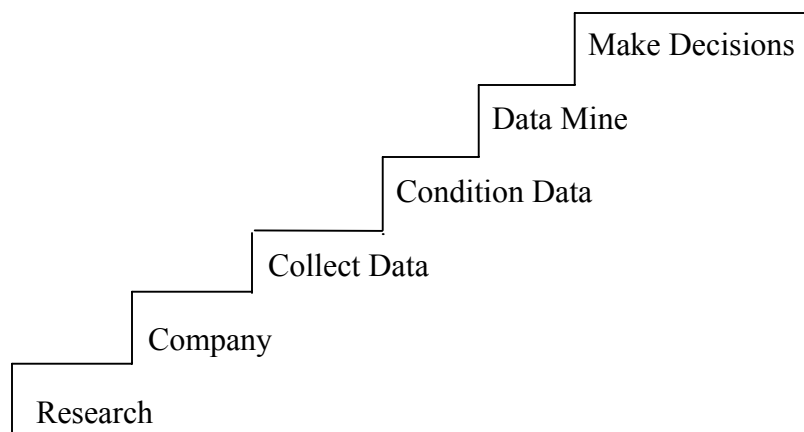 Make Decisions
Data Mine
Condition Data
Collect Data
Company
Research